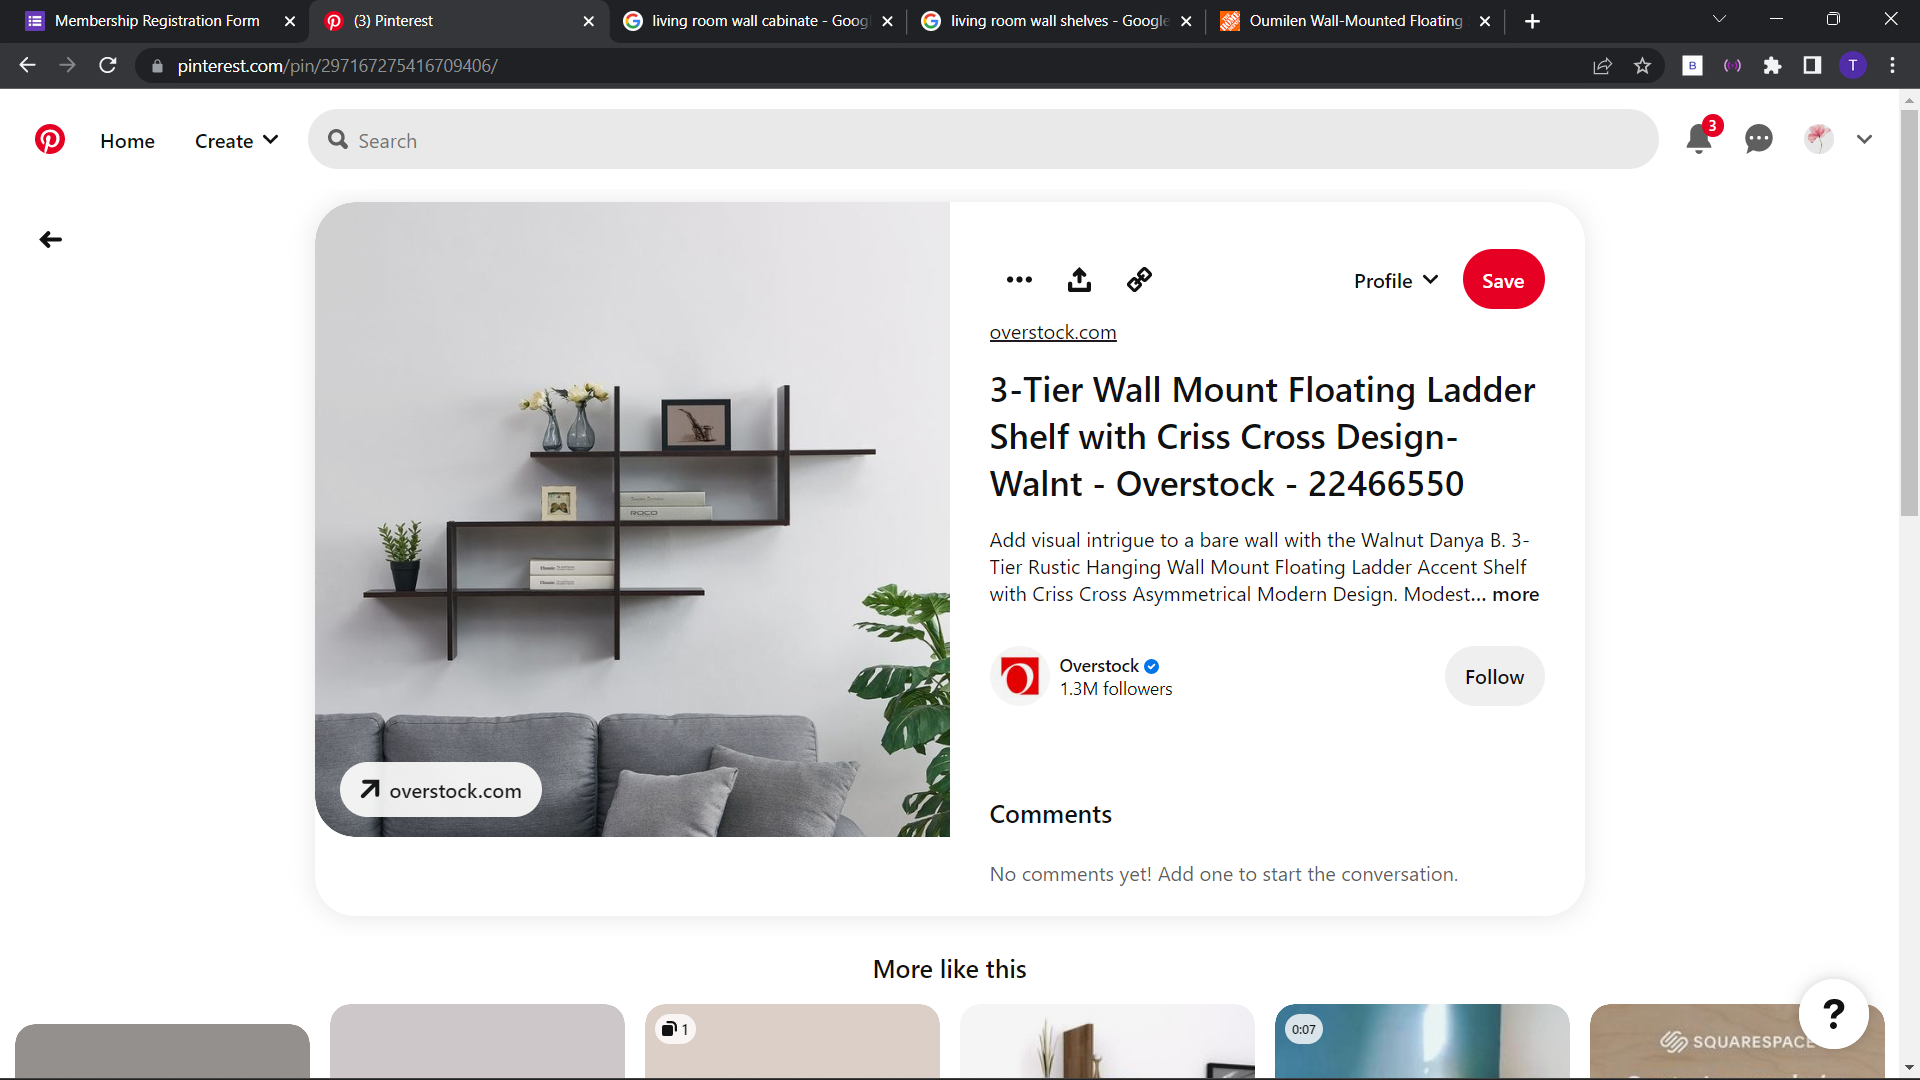 Membership Registration Form
(3) Pinterest
living room wall cabinate - Goog
living room wall shelves - Google
Oumilen Wall-Mounted Floating
pinterest.com/pin/297167275416709406/
B
T
Home
Create
Search
3
Profile
Save
overstock.com
3-Tier Wall Mount Floating Ladder
Shelf with Criss Cross Design-
Walnt - Overstock - 22466550
Add visual intrigue to a bare wall with the Walnut Danya B. 3-
Tier Rustic Hanging Wall Mount Floating Ladder Accent Shelf
with Criss Cross Asymmetrical Modern Design. Modest... more
Overstock
1.3M followers
Follow
ROCO
overstock.com
Comments
No comments yet! Add one to start the conversation.
More like this
1
0:07
SQUARESPACE
?